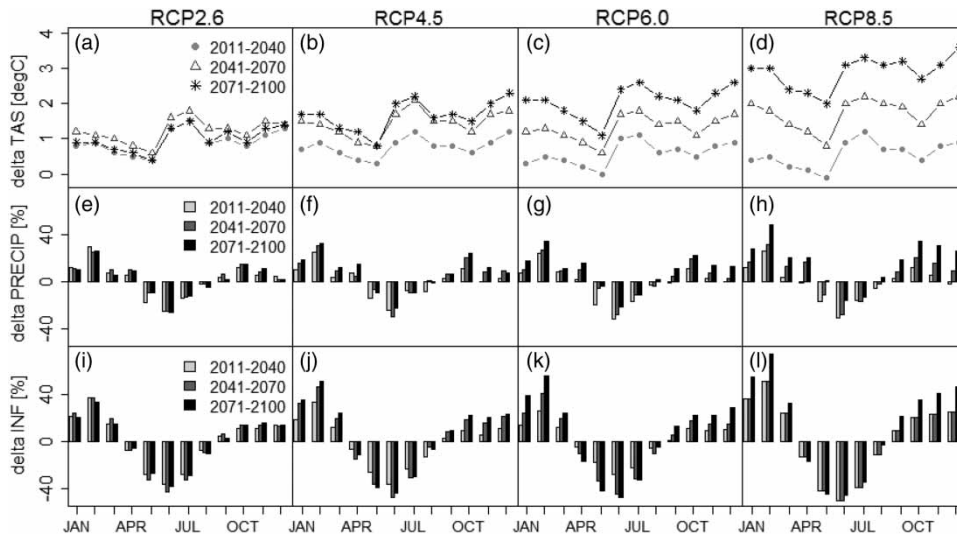 RCP2.6 RCP4.5 RCP6.0 RCP8.5
delta TAS [degC]
4
3
2
1
0
(a) (b) (c) (d)
2011-2040
2041-2070
2071-2100
delta PRECIP [%]
40
0
-40
(e) (f) (g) (h)
2011-2040
2041-2070
2071-2100
delta INF [%]
40
0
-40
(i) (j) (k) (l)
2011-2040
2041-2070
2071-2100
JAN APR JUL OCT JAN APR JUL OCT JAN APR JUL OCT JAN APR JUL OCT